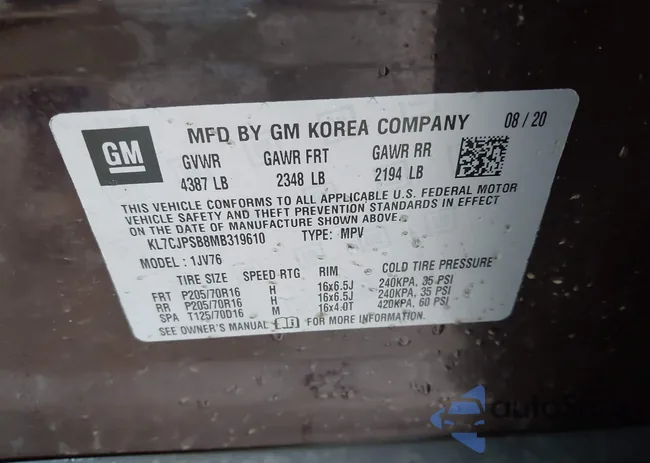 GM
MFD BY GM KOREA COMPANY 08/20
GVWR GAWR FRT GAWR RR
4387 LB 2348 LB 2194 LB
THIS VEHICLE CONFORMS TO ALL APPLICABLE U.S. FEDERAL MOTOR
VEHICLE SAFETY AND THEFT PREVENTION STANDARDS IN EFFECT
ON THE DATE OF MANUFACTURE SHOWN ABOVE.
KL7CJPSB8MB319610 TYPE: MPV
MODEL: 1JV76
TIRE SIZE SPEED RTG RIM COLD TIRE PRESSURE
FRT P205/70R16 H 16x6.5J 240KPA, 35 PSI
RR P205/70R16 H 16x6.5J 240KPA, 35 PSI
SPA T125/70D16 M 16x4.0T 420KPA, 60 PSI
SEE OWNER'S MANUAL FOR MORE INFORMATION.